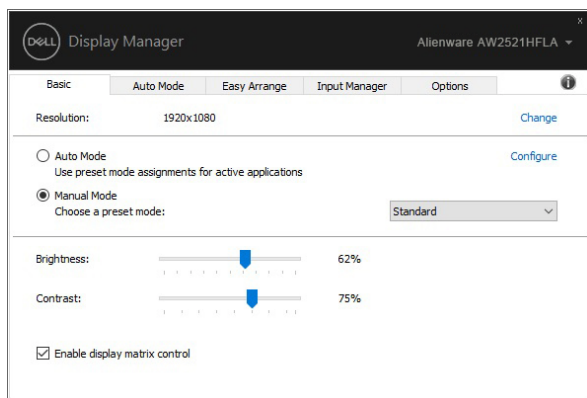 DELL Display Manager
x
Alienware AW2521HFLA
Basic Auto Mode Easy Arrange Input Manager Options
Resolution: 1920x1080 Change
Auto Mode Configure
Use preset mode assignments for active applications
Manual Mode
Choose a preset mode: Standard
Brightness: 62%
Contrast: 75%
Enable display matrix control